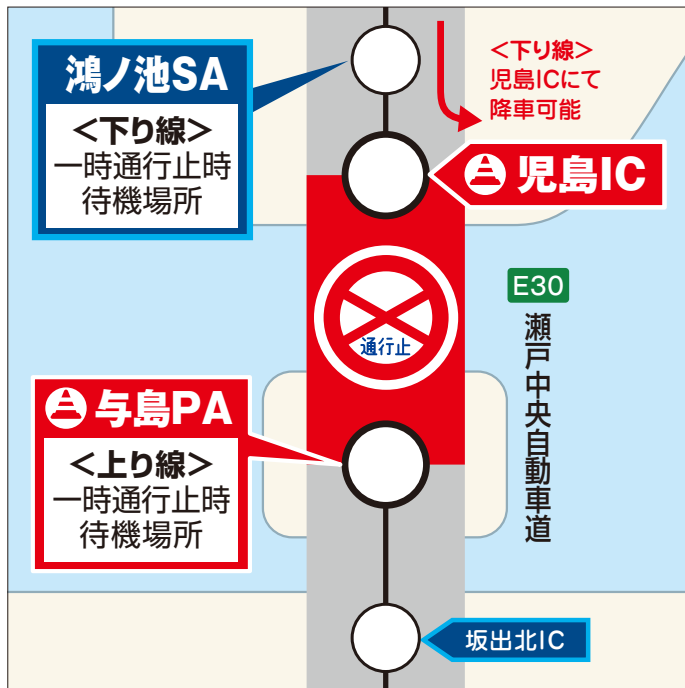 鴻ノ池SA
<下り線>
一時通行止時
待機場所
<下り線>
児島ICにて
降車可能
児島IC
通行止
E30
瀬戸中央自動車道
与島PA
<上り線>
一時通行止時
待機場所
坂出北IC